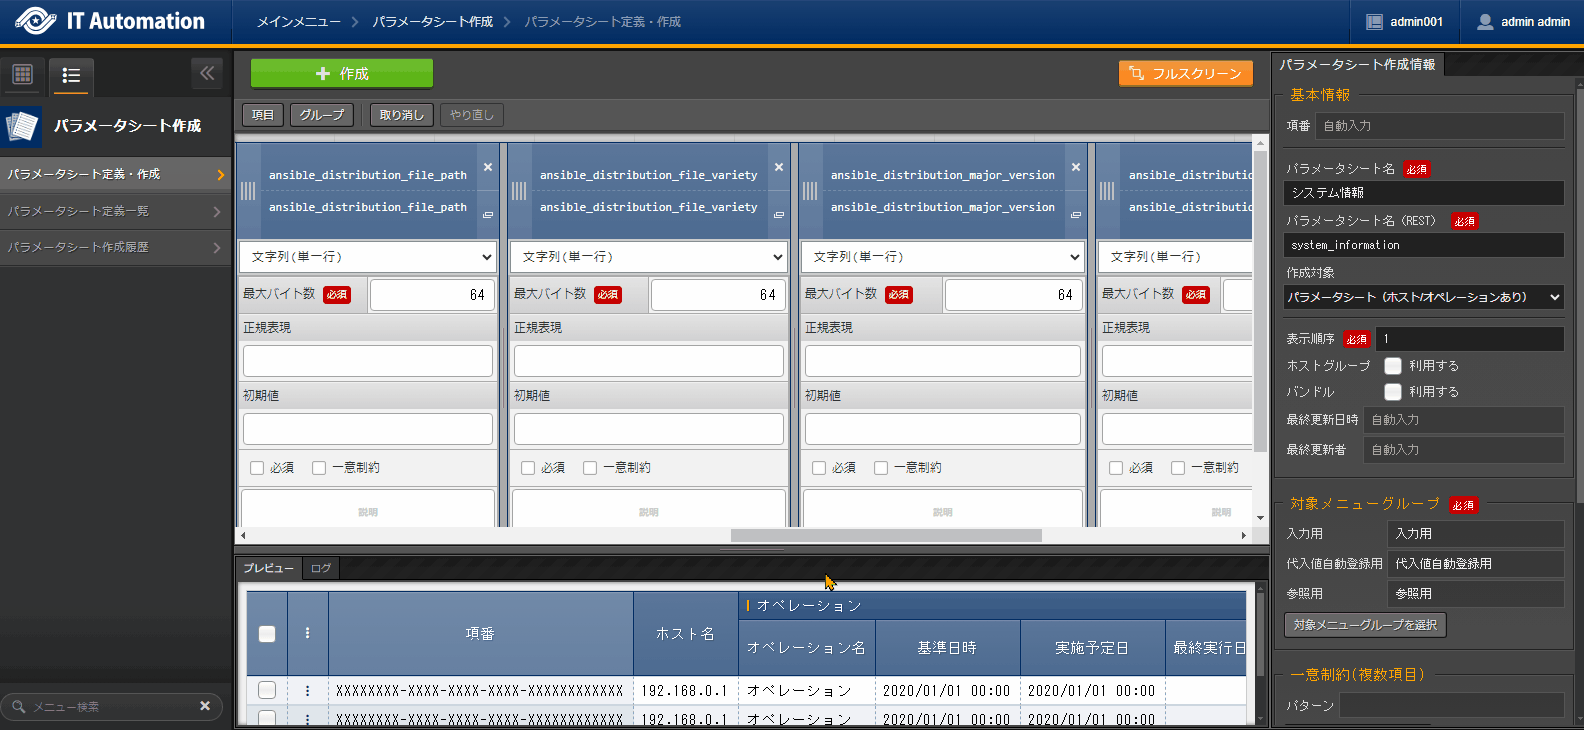 IT Automation
メインメニュー > パラメータシート作成 > パラメータシート定義・作成
admin001
admin admin
パラメータシート作成
パラメータシート定義・作成
パラメータシート定義一覧
パラメータシート作成履歴
メニュー検索
作成
フルスクリーン
項目 グループ 取り消し やり直し
ansible_distribution_file_path ansible_distribution_file_variety ansible_distribution_major_version ansible_distributio
ansible_distribution_file_path ansible_distribution_file_variety ansible_distribution_major_version ansible_distributio
文字列(単一行) 文字列(単一行) 文字列(単一行) 文字列(単一行)
最大バイト数 必須 64 最大バイト数 必須 64 最大バイト数 必須 64 最大バイト数 必須
正規表現 正規表現 正規表現 正規表現
初期値 初期値 初期値 初期値
必須 一意制約 必須 一意制約 必須 一意制約 必須 一意制約
説明 説明 説明 説明
プレビュー ログ
項番 ホスト名 オペレーション
オペレーション名 基準日時 実施予定日 最終実行日
XXXXXXXX-XXXX-XXXX-XXXX-XXXXXXXXXXXX 192.168.0.1 オペレーション 2020/01/01 00:00 2020/01/01 00:00
XXXXXXXX-XXXX-XXXX-XXXX-XXXXXXXXXXXX 192.168.0.1 オペレーション 2020/01/01 00:00 2020/01/01 00:00
パラメータシート作成情報
基本情報
項番 自動入力
パラメータシート名 必須
システム情報
パラメータシート名（REST） 必須
system_information
作成対象
パラメータシート（ホスト/オペレーションあり）
表示順序 必須 1
ホストグループ 利用する
バンドル 利用する
最終更新日時 自動入力
最終更新者 自動入力
対象メニューグループ 必須
入力用 入力用
代入値自動登録用 代入値自動登録用
参照用 参照用
対象メニューグループを選択
一意制約(複数項目)
パターン